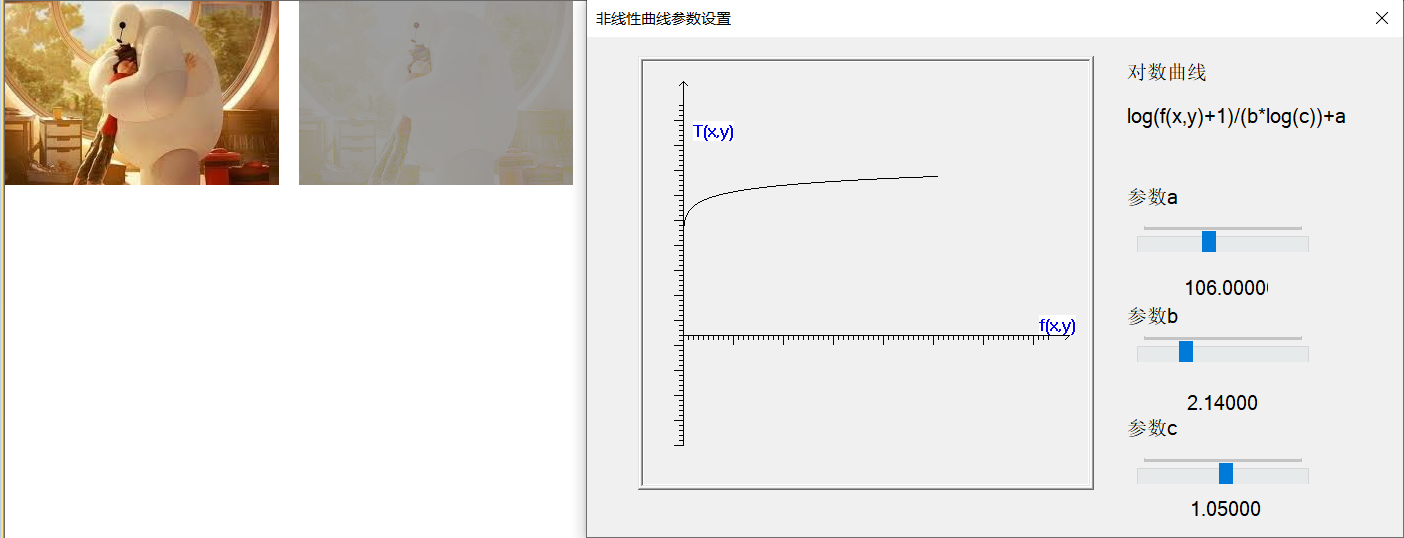 非线性曲线参数设置
T(x,y)
f(x,y)
对数曲线
log(f(x,y)+1)/(b*log(c))+a
参数a
106.00000
参数b
2.14000
参数c
1.05000